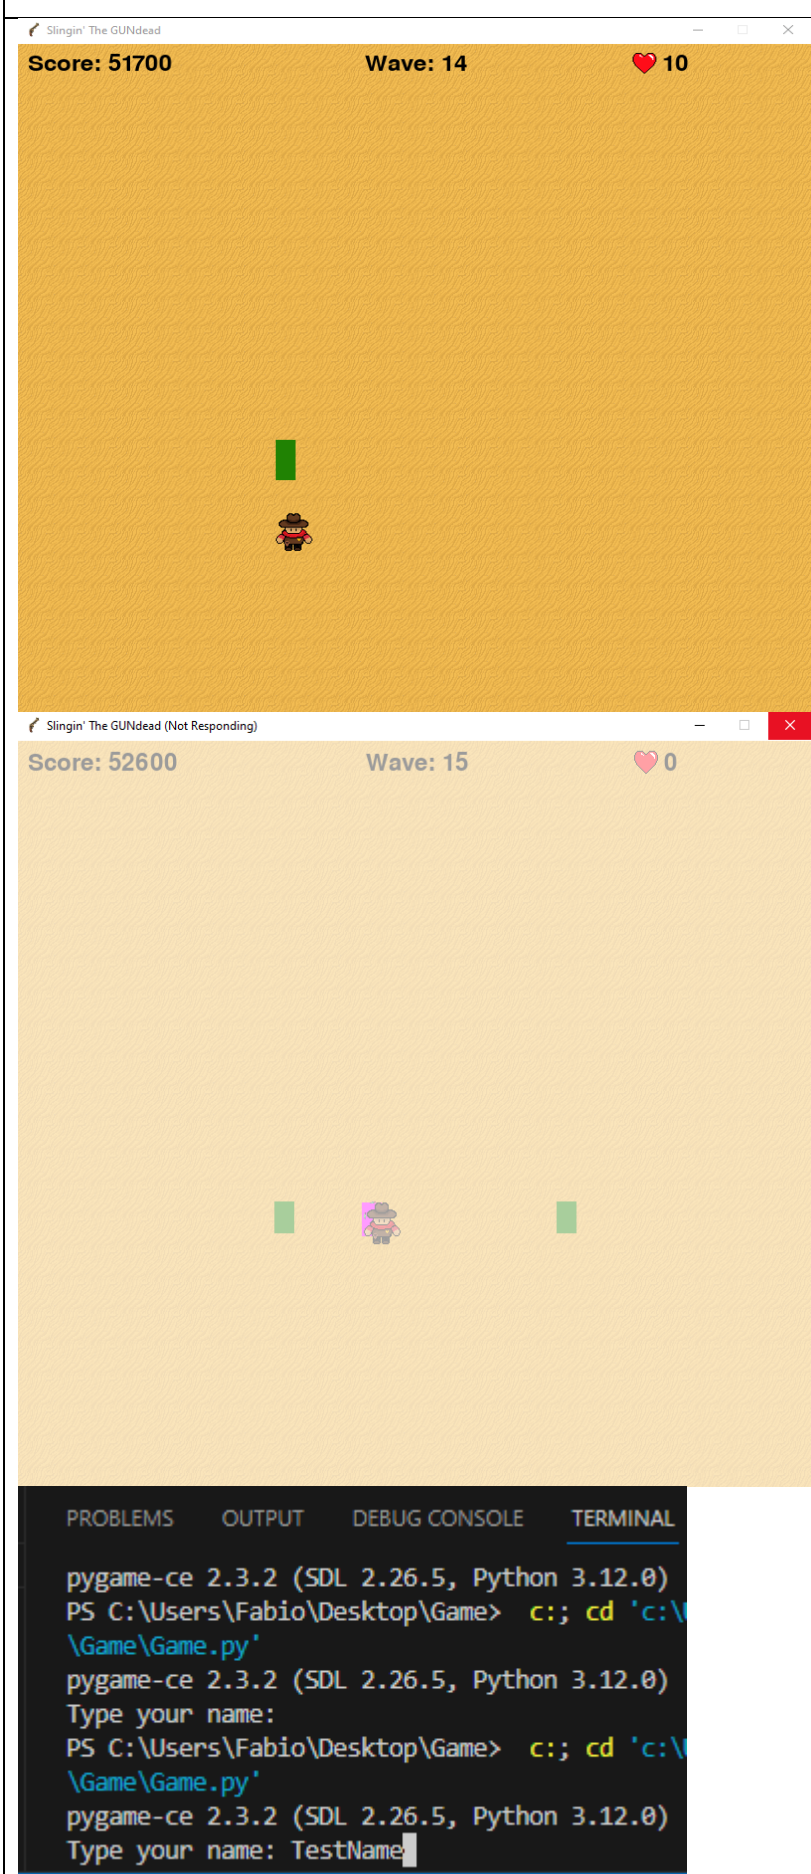 Slingin' The GUNdead
Score: 51700 Wave: 14 10
Slingin' The GUNdead (Not Responding)
Score: 52600 Wave: 15 0
PROBLEMS OUTPUT DEBUG CONSOLE TERMINAL
pygame-ce 2.3.2 (SDL 2.26.5, Python 3.12.0)
PS C:\Users\Fabio\Desktop\Game> c:; cd 'c:\
\Game\Game.py'
pygame-ce 2.3.2 (SDL 2.26.5, Python 3.12.0)
Type your name:
PS C:\Users\Fabio\Desktop\Game> c:; cd 'c:\
\Game\Game.py'
pygame-ce 2.3.2 (SDL 2.26.5, Python 3.12.0)
Type your name: TestName